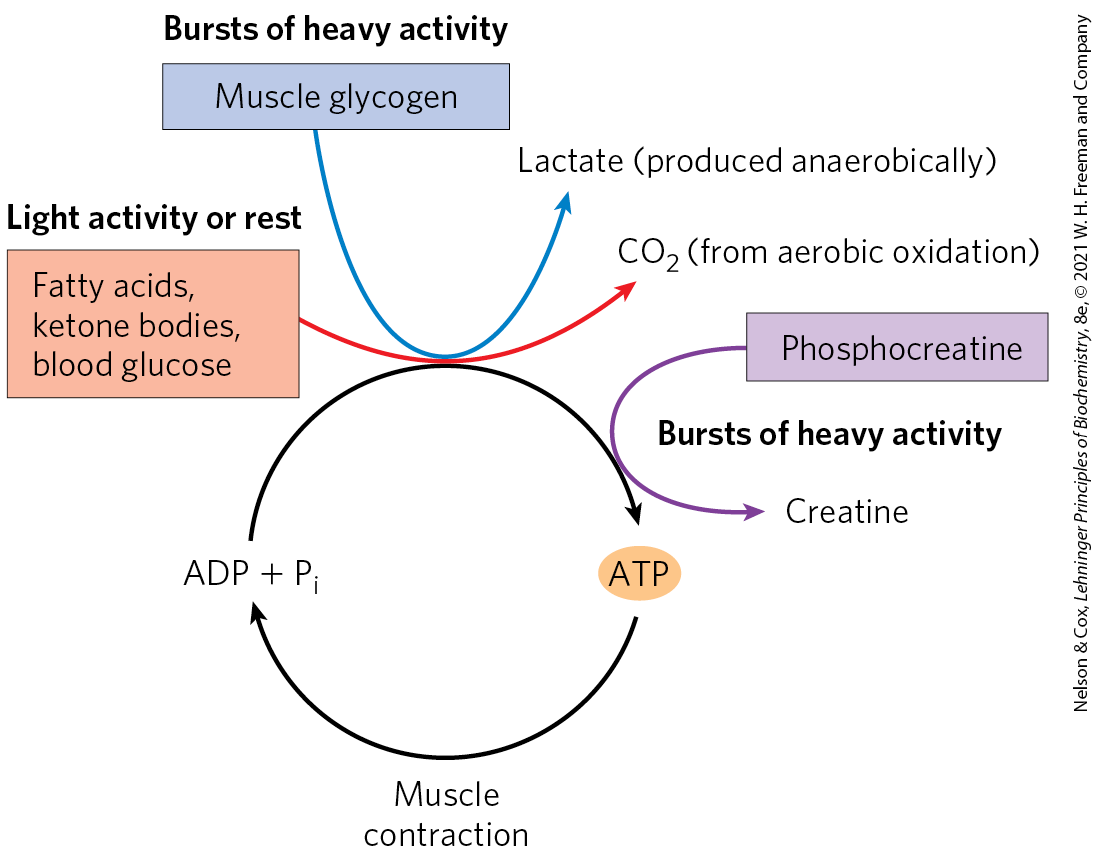 Bursts of heavy activity
Muscle glycogen
Lactate (produced anaerobically)
Light activity or rest
CO₂ (from aerobic oxidation)
Fatty acids,
ketone bodies,
blood glucose
Phosphocreatine
Bursts of heavy activity
Creatine
ADP + Pᵢ
ATP
Muscle
contraction
Nelson & Cox, Lehninger Principles of Biochemistry, 8e, © 2021 W. H. Freeman and Company